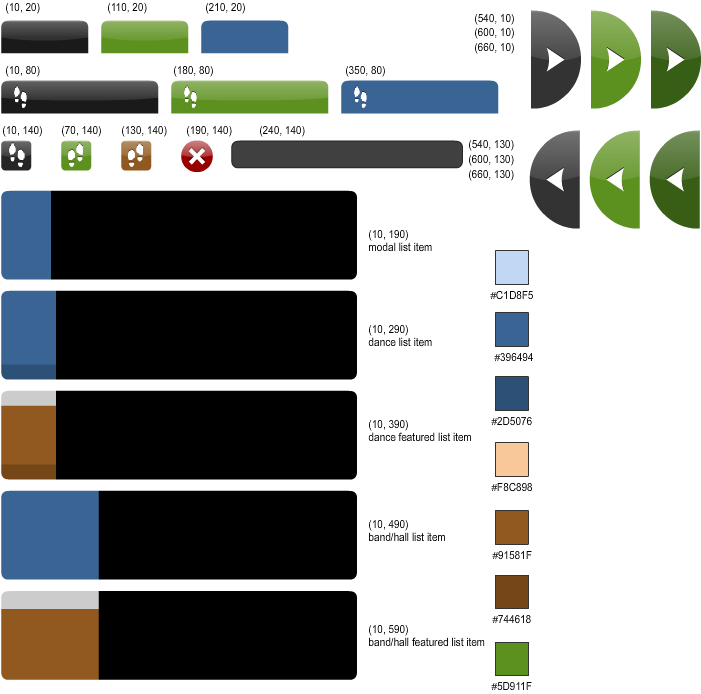 (10, 20)
(110, 20)
(210, 20)
(540, 10)
(600, 10)
(660, 10)
(10, 80)
(180, 80)
(350, 80)
(10, 140)
(70, 140)
(130, 140)
(190, 140)
(240, 140)
(540, 130)
(600, 130)
(660, 130)
(10, 190)
modal list item
#C1D8F5
(10, 290)
dance list item
#396494
(10, 390)
dance featured list item
#2D5076
#F8C898
(10, 490)
band/hall list item
#91581F
(10, 590)
band/hall featured list item
#744618
#5D911F